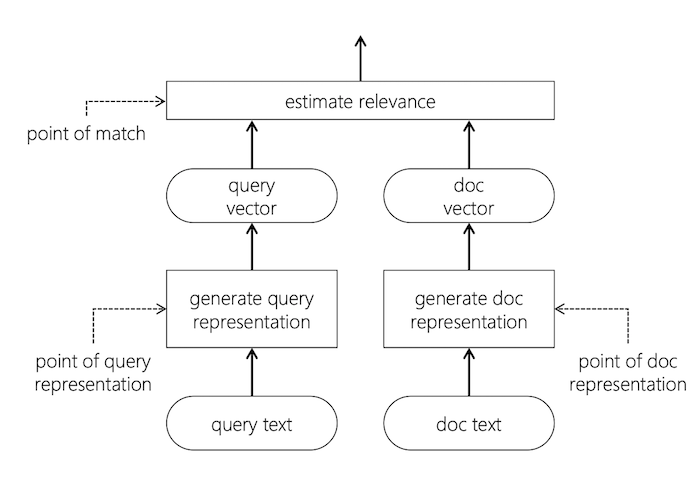 estimate relevance
point of match
query
vector
doc
vector
generate query
representation
generate doc
representation
point of query
representation
point of doc
representation
query text
doc text